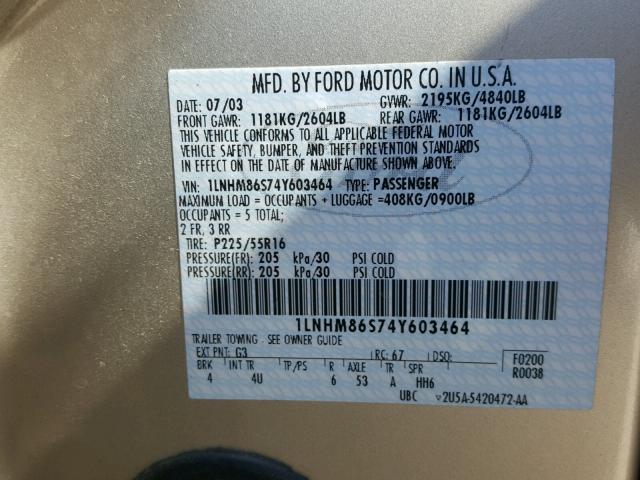 MFD. BY FORD MOTOR CO. IN U.S.A.
DATE: 07/03 GVWR: 2195KG/4840LB
FRONT GAWR: 1181KG/2604LB REAR GAWR: 1181KG/2604LB
THIS VEHICLE CONFORMS TO ALL APPLICABLE FEDERAL MOTOR
VEHICLE SAFETY, BUMPER, AND THEFT PREVENTION STANDARDS
IN EFFECT ON THE DATE OF MANUFACTURE SHOWN ABOVE.
VIN: 1LNHM86S74Y603464 TYPE: PASSENGER
MAXIMUM LOAD = OCCUPANTS + LUGGAGE = 408KG/0900LB
OCCUPANTS = 5 TOTAL;
2 FR, 3 RR
TIRE: P225/55R16
PRESSURE(FR): 205 kPa/30 PSI COLD
PRESSURE(RR): 205 kPa/30 PSI COLD
1LNHM86S74Y603464
TRAILER TOWING - SEE OWNER GUIDE
EXT PNT: G3 RC: 67 DSO: F0200
BRK INT TR TP/PS R AXLE TR SPR R0038
4 4U 6 53 A HH6
UBC ▽2U5A-5420472-AA